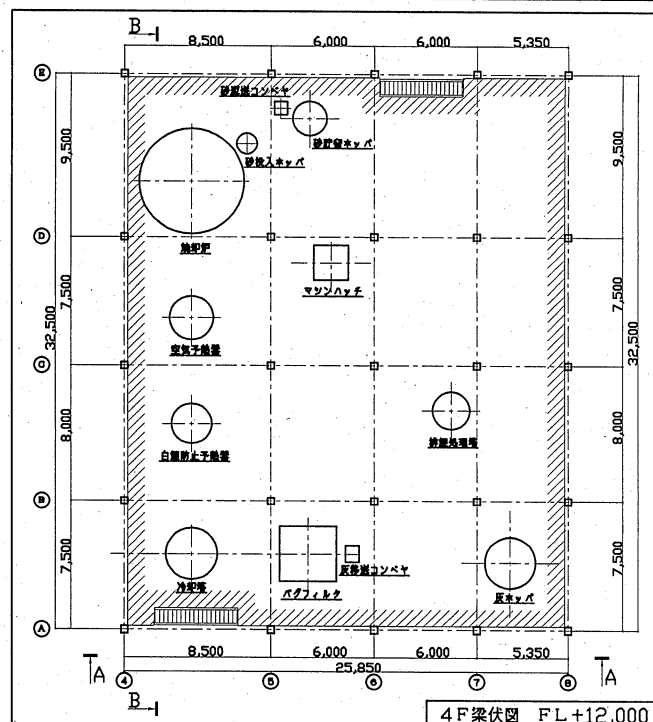 B
8,500 6,000 6,000 5,350
E
砂搬送コンベヤ
砂貯留ホッパ
砂投入ホッパ
9,500 9,500
焼却炉
D
マシンハッチ
7,500 7,500
32,500 32,500
空気予熱器
C
8,000 8,000
白煙防止予熱器
排煙処理塔
B
7,500 7,500
冷却塔
バグフィルタ
灰搬送コンベヤ
灰ホッパ
A
8,500 6,000 6,000 5,350
25,850
A A
4 5 6 7 8
B
4F梁伏図 FL+12,000